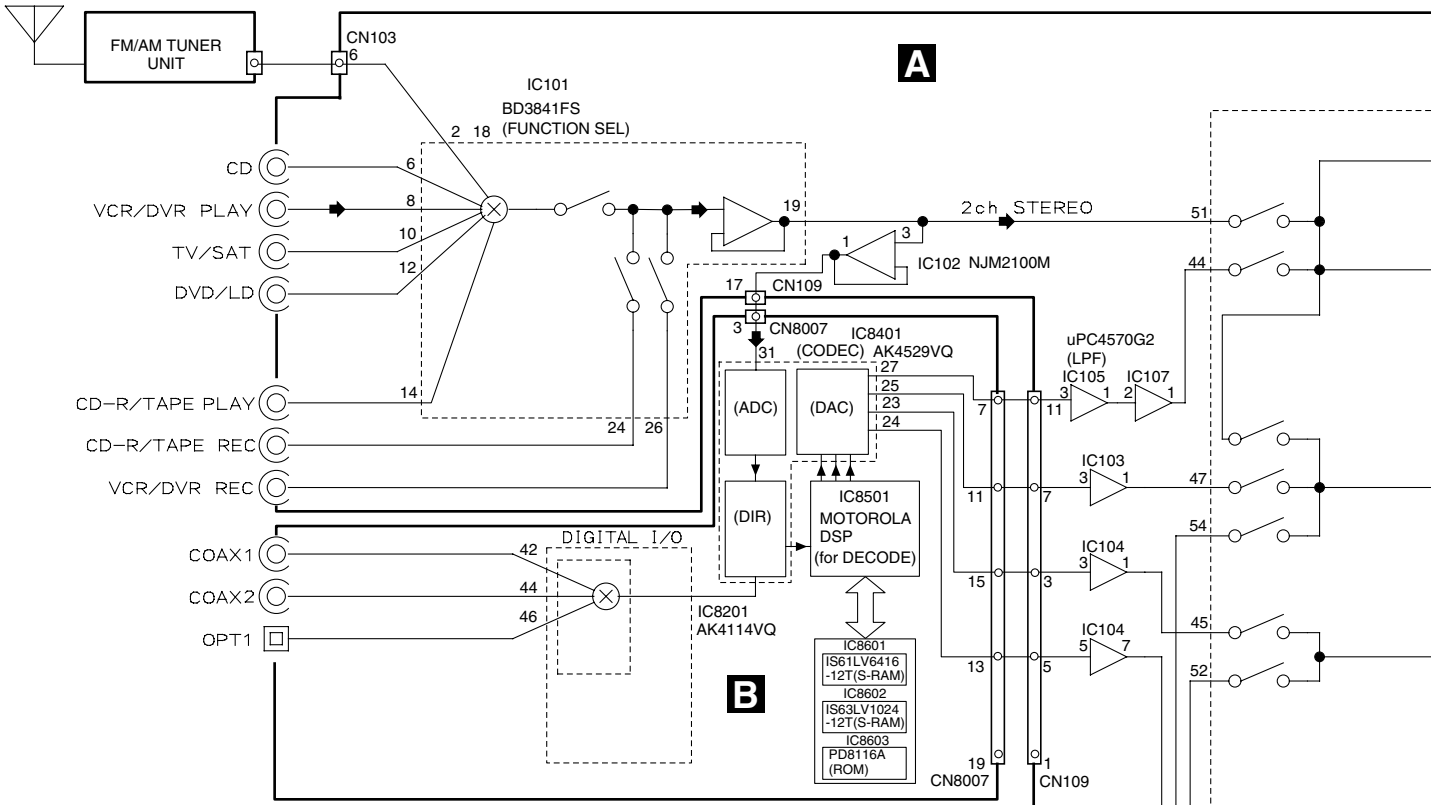 FM/AM TUNER
UNIT
CN103
6
A
IC101
BD3841FS
(FUNCTION SEL)
2 18
CD
6
VCR/DVR PLAY
8
19
2ch STEREO
51
TV/SAT
10
1
3
IC102 NJM2100M
44
DVD/LD
12
17
CN109
3
CN8007
IC8401
(CODEC) AK4529VQ
31
uPC4570G2
(LPF)
IC105
IC107
27
25
23
24
CD-R/TAPE PLAY
14
(ADC)
(DAC)
7
11
3
1
2
1
CD-R/TAPE REC
24
26
VCR/DVR REC
IC103
11
7
3
1
47
(DIR)
IC8501
MOTOROLA
DSP
(for DECODE)
54
DIGITAL I/O
COAX1
42
IC104
15
3
3
1
COAX2
44
IC8201
AK4114VQ
OPT1
46
45
IC104
13
5
5
7
52
IC8601
IS61LV6416
-12T(S-RAM)
IC8602
IS63LV1024
-12T(S-RAM)
IC8603
PD8116A
(ROM)
B
19
CN8007
1
CN109